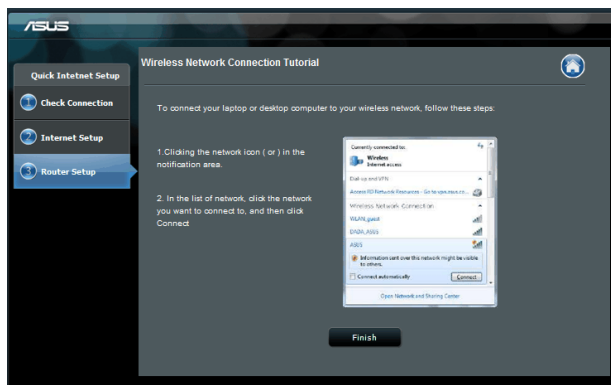 ASUS
Quick Intetnet Setup
1 Check Connection
2 Internet Setup
3 Router Setup
Wireless Network Connection Tutorial
To connect your laptop or desktop computer to your wireless network, follow these steps:
1.Clicking the network icon ( or ) in the
notification area.
2. In the list of network, click the network
you want to connect to, and then click
Connect
Currently connected to:
Wireless
Internet access
Dial-up and VPN
Wireless Network Connection
WLAN_guest
DADA_ASUS
ASUS
Information sent over this network might be visible
to others.
Connect automatically
Connect
Open Network and Sharing Center
Finish